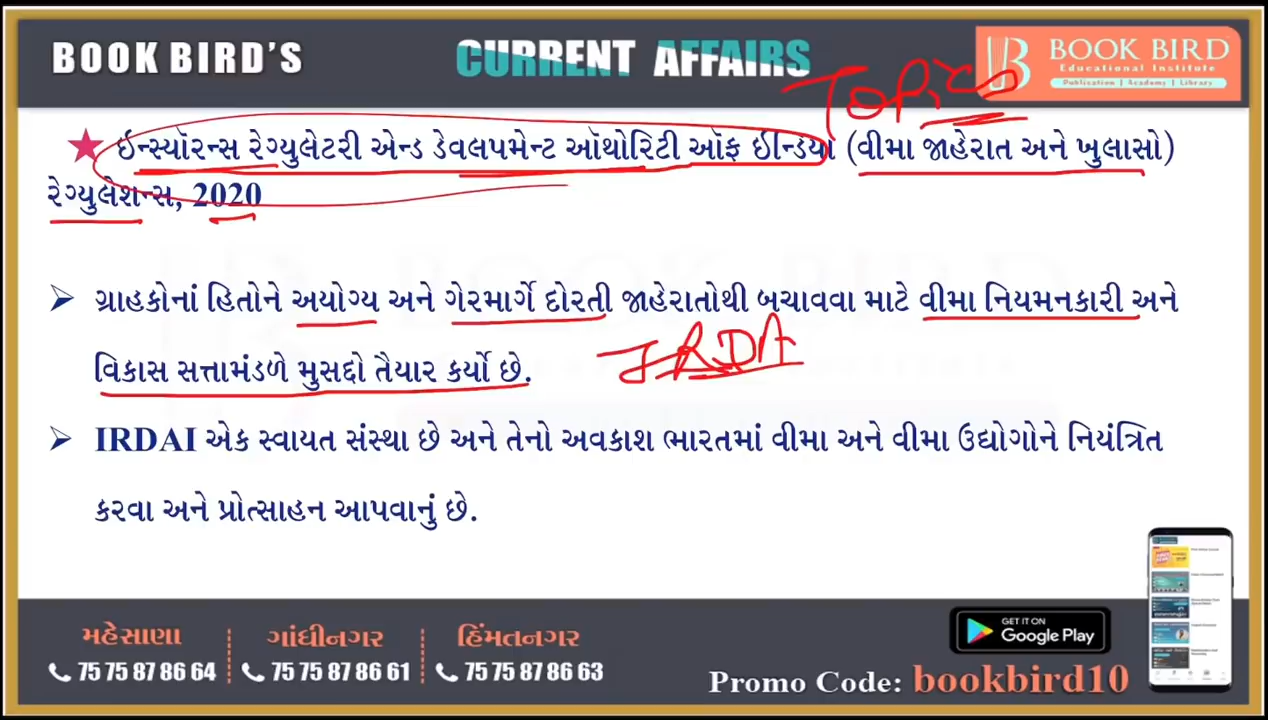 BOOK BIRD'S
CURRENT AFFAIRS
BOOK BIRD
Educational Institute
Publication | Academy | Library
Topics
★ ઈન્સ્યૉરન્સ રેગ્યુલેટરી એન્ડ ડેવલપમેન્ટ ઑથોરિટી ઑફ ઈન્ડિયા (વીમા જાહેરાત અને ખુલાસો)
રેગ્યુલેશન્સ, 2020
➤ ગ્રાહકોનાં હિતોને અયોગ્ય અને ગેરમાર્ગે દોરતી જાહેરાતોથી બચાવવા માટે વીમા નિયમનકારી અને
વિકાસ સત્તામંડળે મુસદ્દો તૈયાર કર્યો છે.
IRDA
➤ IRDAI એક સ્વાયત સંસ્થા છે અને તેનો અવકાશ ભારતમાં વીમા અને વીમા ઉદ્યોગોને નિયંત્રિત
કરવા અને પ્રોત્સાહન આપવાનું છે.
મહેસાણા
75 75 87 86 64
ગાંધીનગર
75 75 87 86 61
હિંમતનગર
75 75 87 86 63
GET IT ON
Google Play
Promo Code: bookbird10